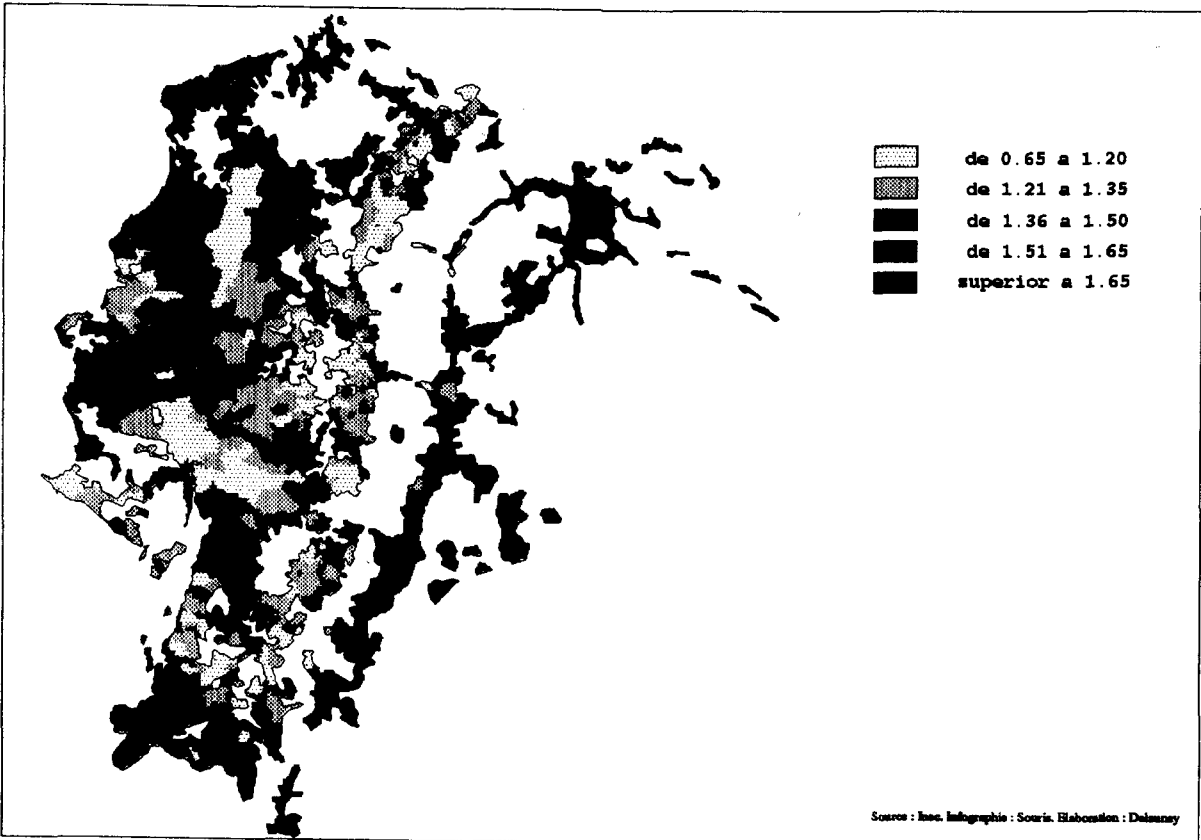 de 0.65 a 1.20
de 1.21 a 1.35
de 1.36 a 1.50
de 1.51 a 1.65
superior a 1.65
Source : Inec. Infographie : Souris. Elaboration : Delaunay